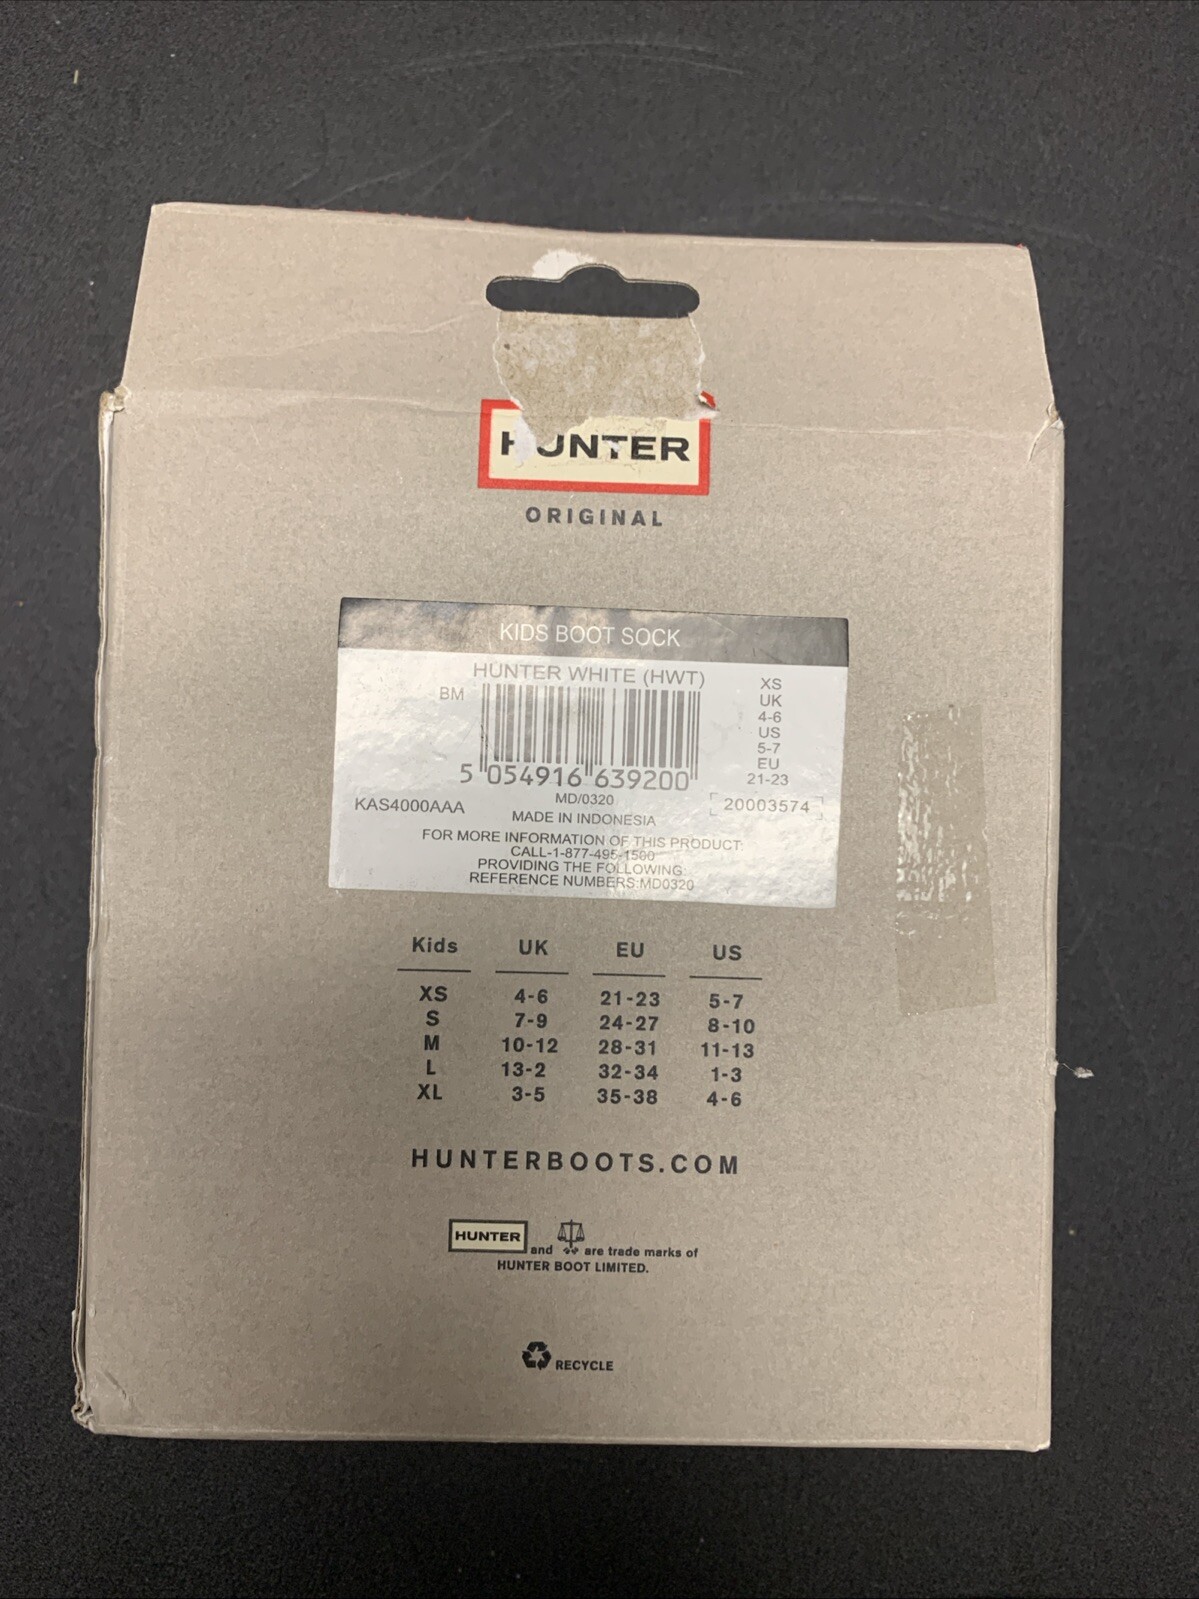 HUNTER
ORIGINAL
KIDS BOOT SOCK
HUNTER WHITE (HWT)
BM
XS
UK
4-6
US
5-7
EU
21-23
5 054916 639200
MD/0320
KAS4000AAA
20003574
MADE IN INDONESIA
FOR MORE INFORMATION OF THIS PRODUCT:
CALL-1-877-495-1500
PROVIDING THE FOLLOWING:
REFERENCE NUMBERS:MD0320
Kids UK EU US
XS 4-6 21-23 5-7
S 7-9 24-27 8-10
M 10-12 28-31 11-13
L 13-2 32-34 1-3
XL 3-5 35-38 4-6
HUNTERBOOTS.COM
HUNTER and are trade marks of
HUNTER BOOT LIMITED.
RECYCLE